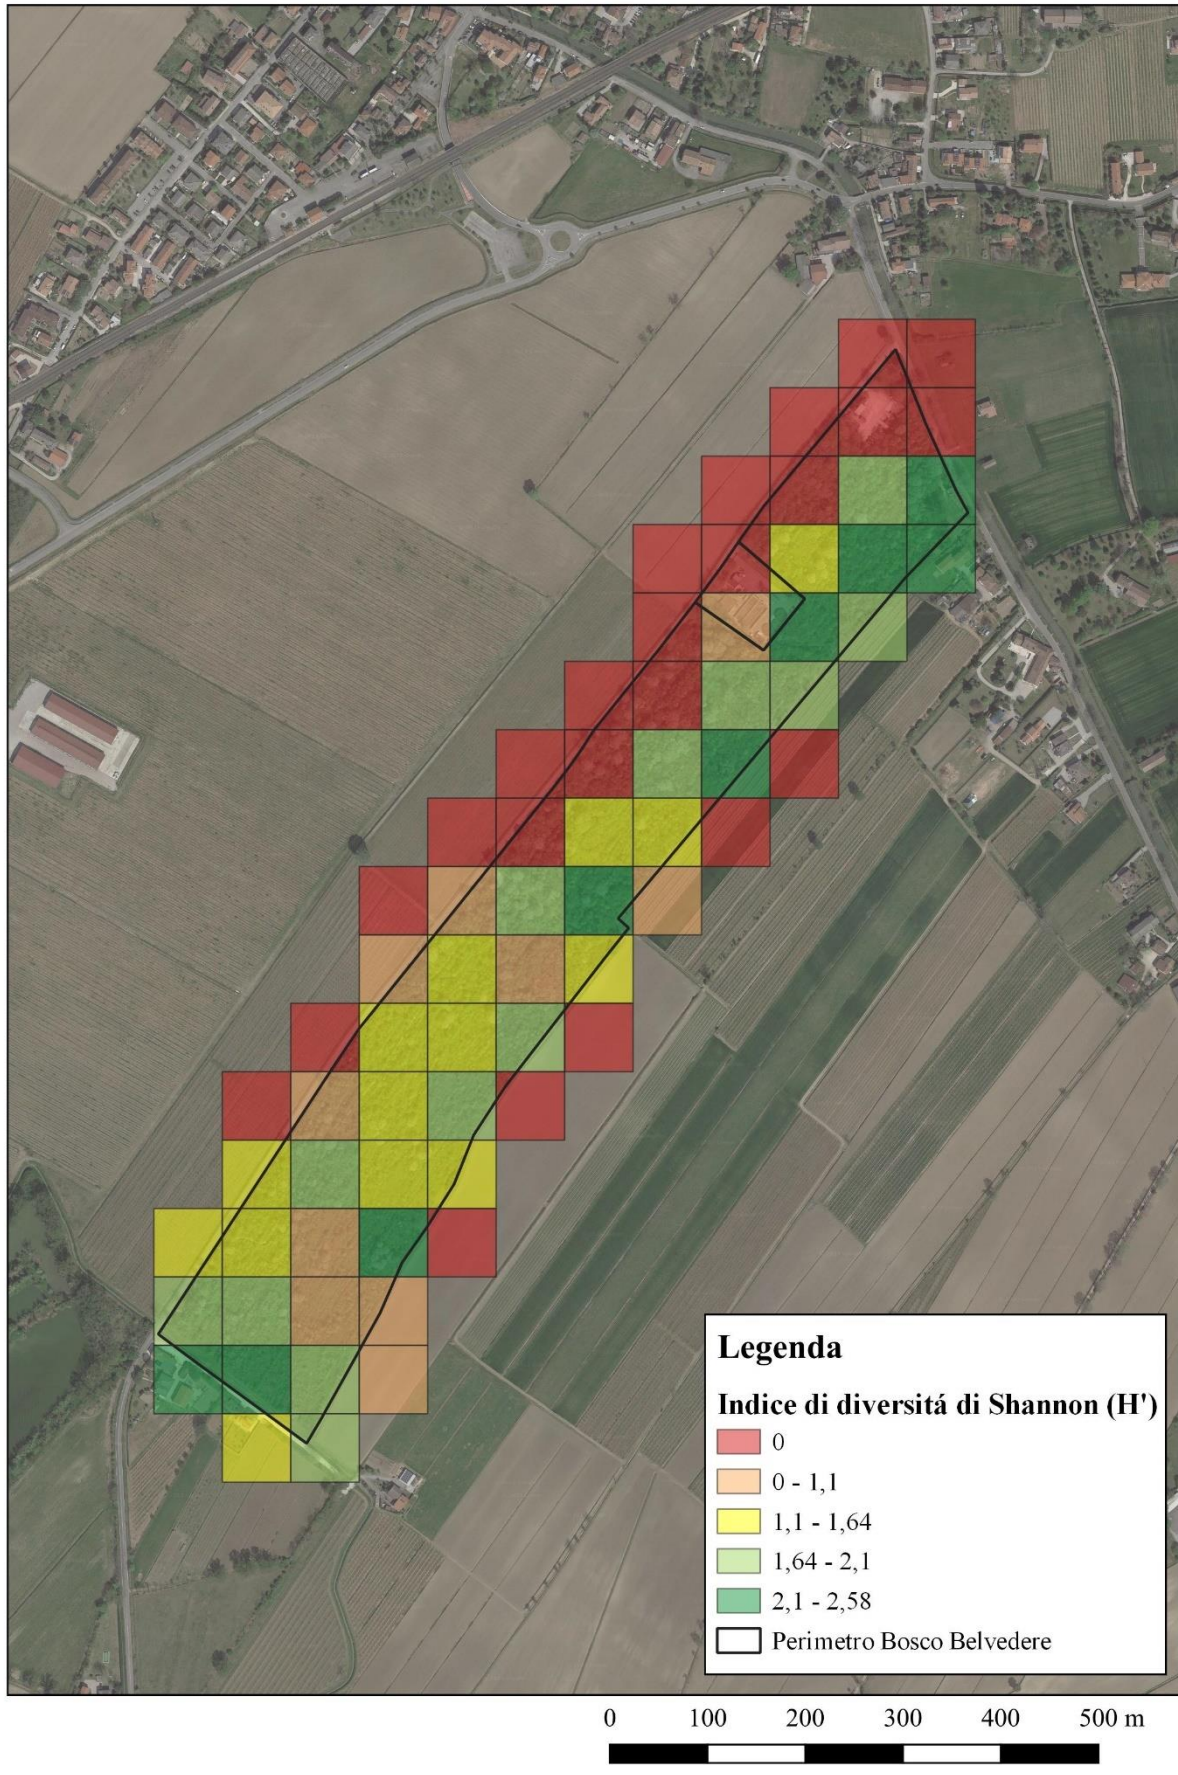 Legenda
Indice di diversitá di Shannon (H')
0
0 - 1,1
1,1 - 1,64
1,64 - 2,1
2,1 - 2,58
Perimetro Bosco Belvedere
0 100 200 300 400 500 m